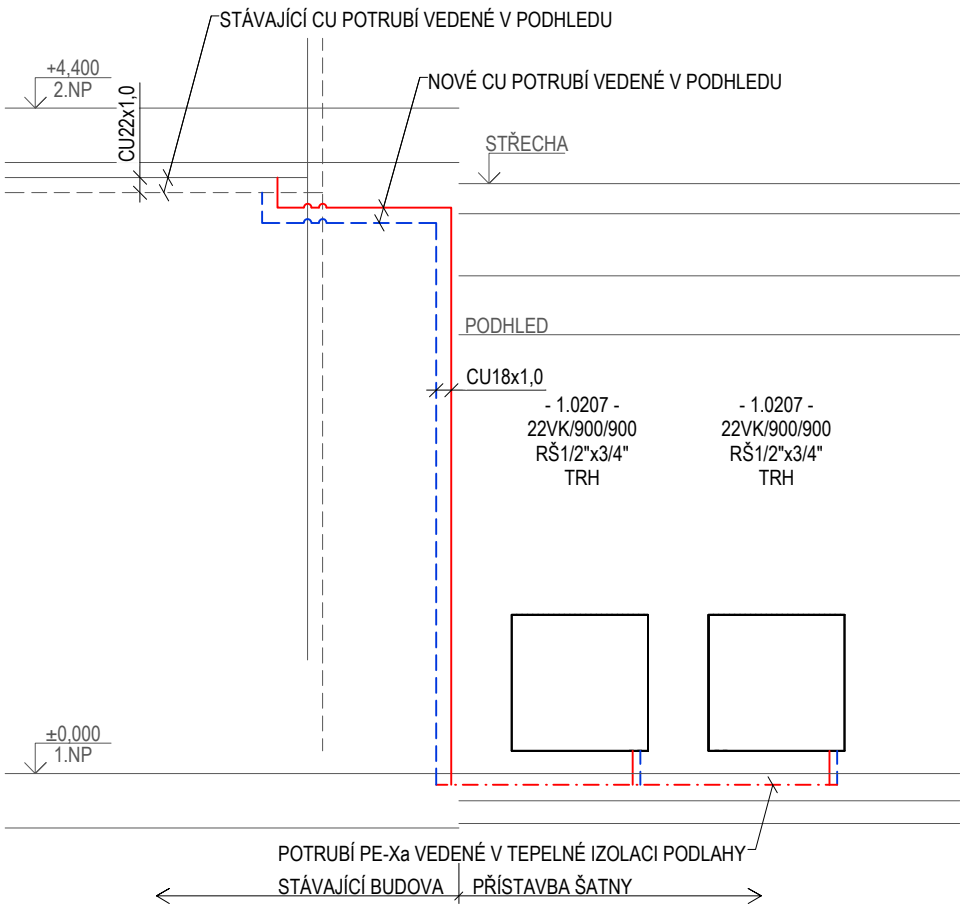 STÁVAJÍCÍ CU POTRUBÍ VEDENÉ V PODHLEDU
+4,400
2.NP
CU22x1,0
NOVÉ CU POTRUBÍ VEDENÉ V PODHLEDU
STŘECHA
PODHLED
CU18x1,0
- 1.0207 -
22VK/900/900
RŠ1/2"x3/4"
TRH
- 1.0207 -
22VK/900/900
RŠ1/2"x3/4"
TRH
±0,000
1.NP
POTRUBÍ PE-Xa VEDENÉ V TEPELNÉ IZOLACI PODLAHY
STÁVAJÍCÍ BUDOVA
PŘÍSTAVBA ŠATNY